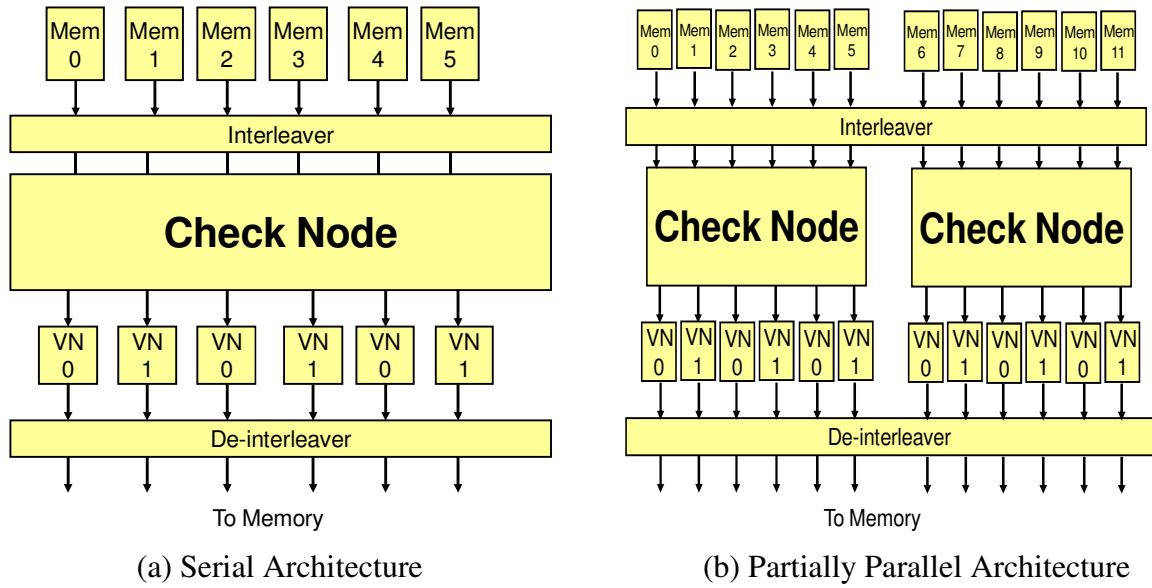 Mem 0
Mem 1
Mem 2
Mem 3
Mem 4
Mem 5
Interleaver
Check Node
VN 0
VN 1
VN 0
VN 1
VN 0
VN 1
De-interleaver
To Memory
(a) Serial Architecture
Mem 0
Mem 1
Mem 2
Mem 3
Mem 4
Mem 5
Mem 6
Mem 7
Mem 8
Mem 9
Mem 10
Mem 11
Interleaver
Check Node
Check Node
VN 0
VN 1
VN 0
VN 1
VN 0
VN 1
VN 0
VN 1
VN 0
VN 1
VN 0
VN 1
De-interleaver
To Memory
(b) Partially Parallel Architecture